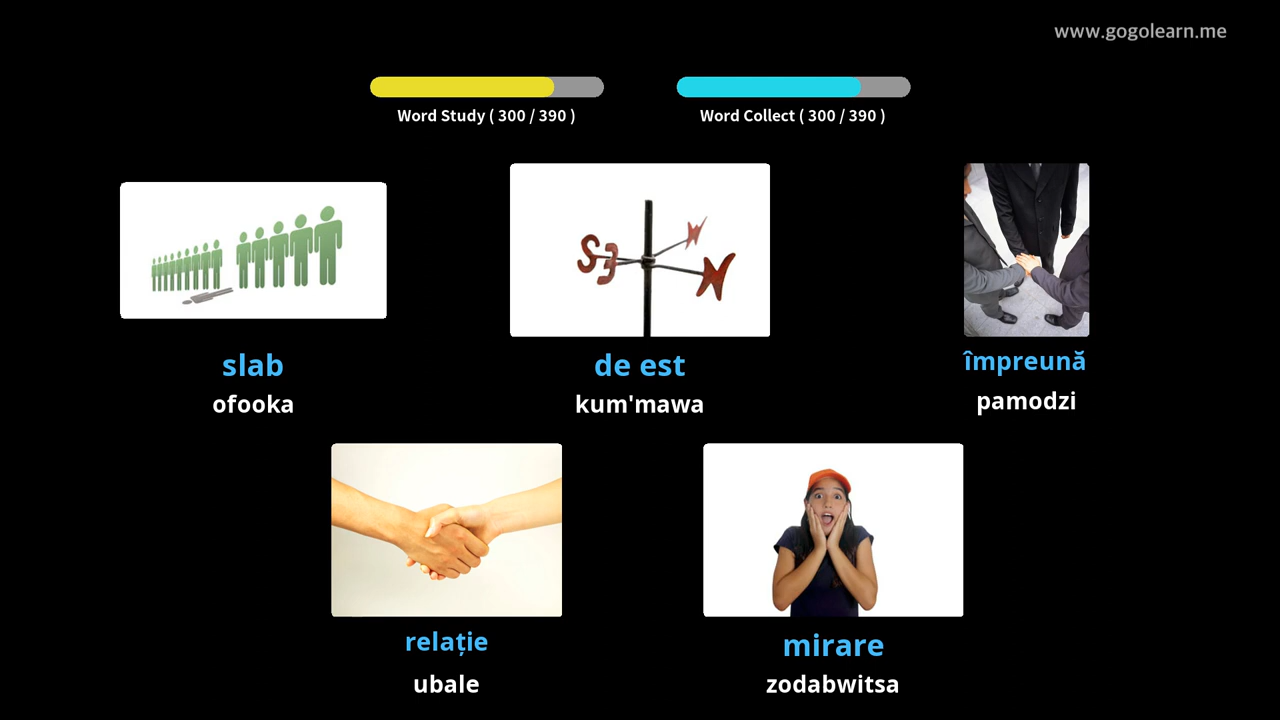 www.gogolearn.me
Word Study ( 300 / 390 )
Word Collect ( 300 / 390 )
slab
ofooka
de est
kum'mawa
împreună
pamodzi
relație
ubale
mirare
zodabwitsa